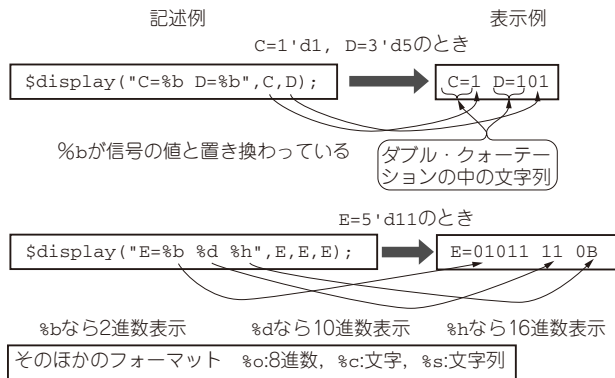 記述例
表示例
C=1'd1, D=3'd5のとき
$display("C=%b D=%b",C,D);
C=1 D=101
%bが信号の値と置き換わっている
ダブル・クォーテー
ションの中の文字列
E=5'd11のとき
$display("E=%b %d %h",E,E,E);
E=01011 11 0B
%bなら2進数表示
%dなら10進数表示
%hなら16進数表示
そのほかのフォーマット %o:8進数, %c:文字, %s:文字列